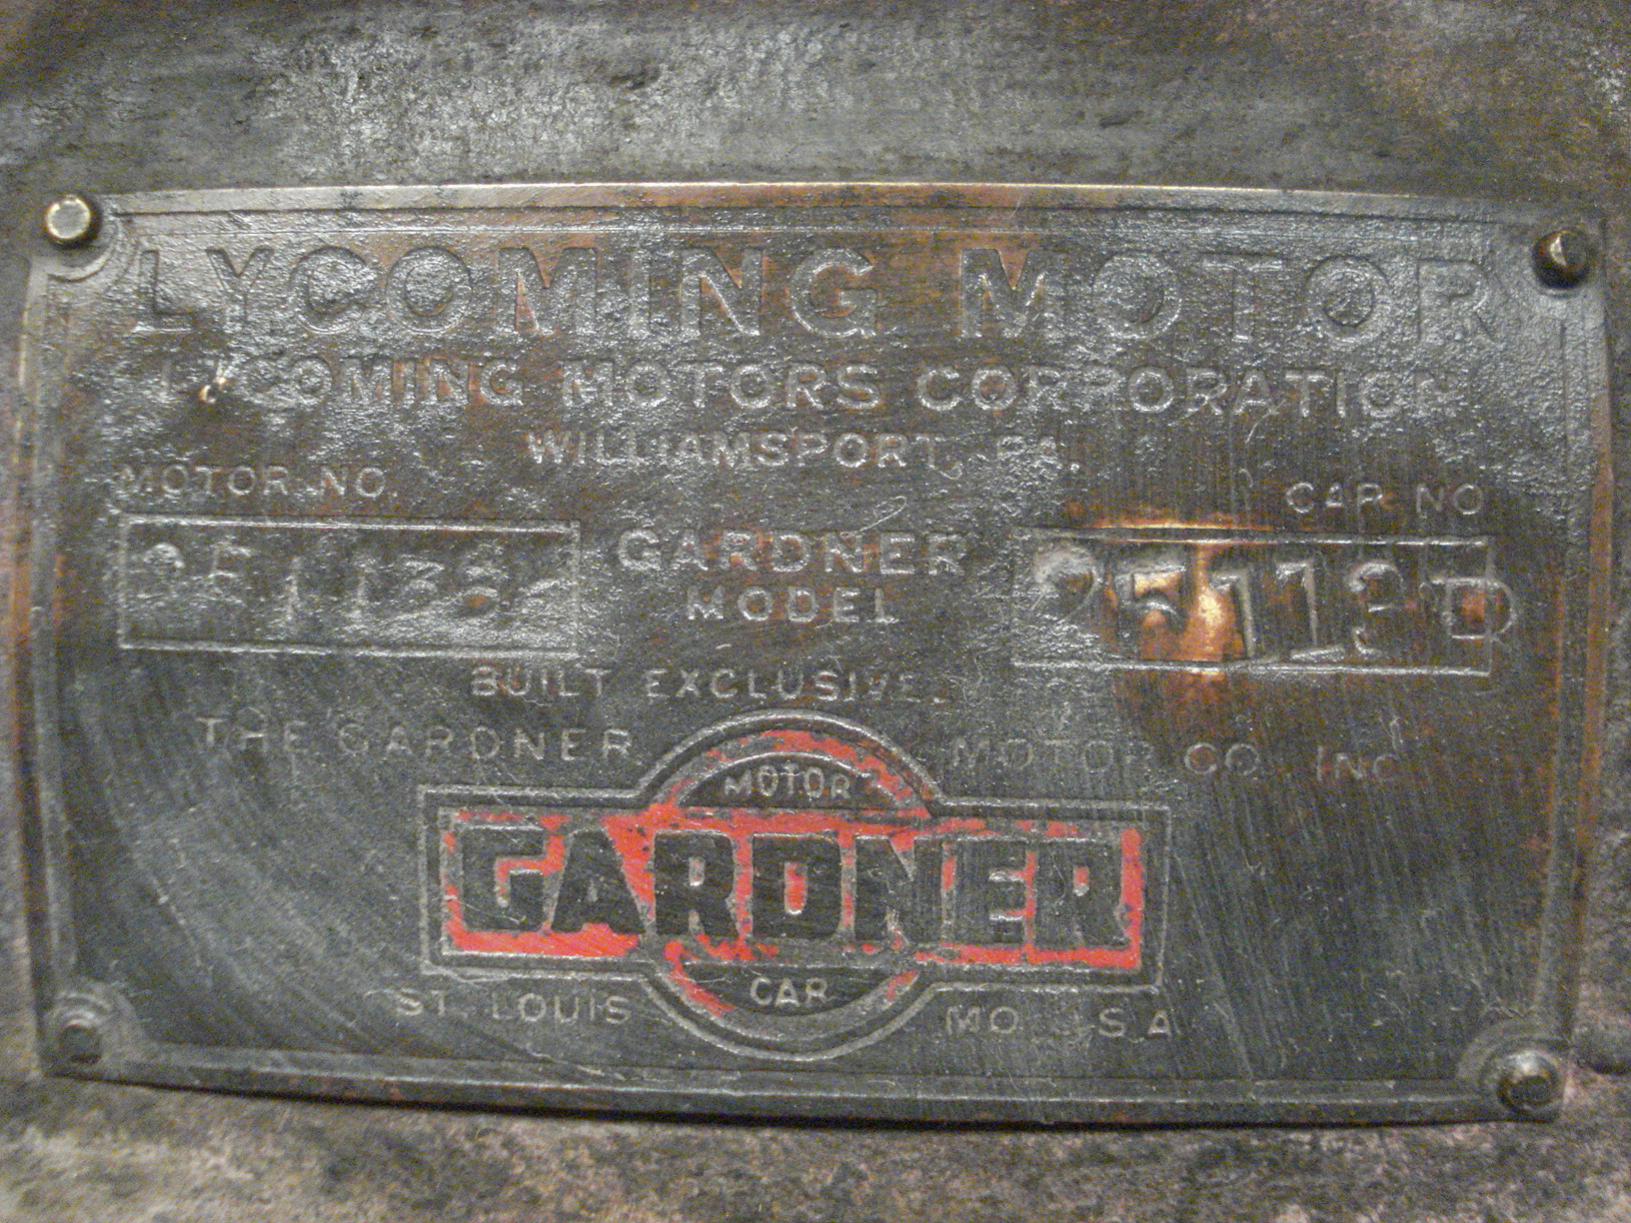 LYCOMING MOTOR
LYCOMING MOTORS CORPORATION
WILLIAMSPORT, PA.
MOTOR NO.
CAR NO
GARDNER
MODEL
BUILT EXCLUSIVE
THE GARDNER MOTOR CO. INC
MOTOR
GARDNER
CAR
ST. LOUIS MO. S A